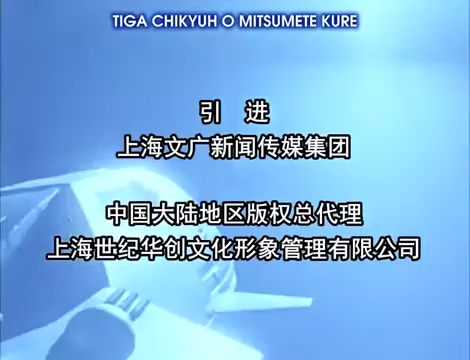 TIGA CHIKYUH O MITSUMETE KURE
引 进
上海文广新闻传媒集团
中国大陆地区版权总代理
上海世纪华创文化形象管理有限公司